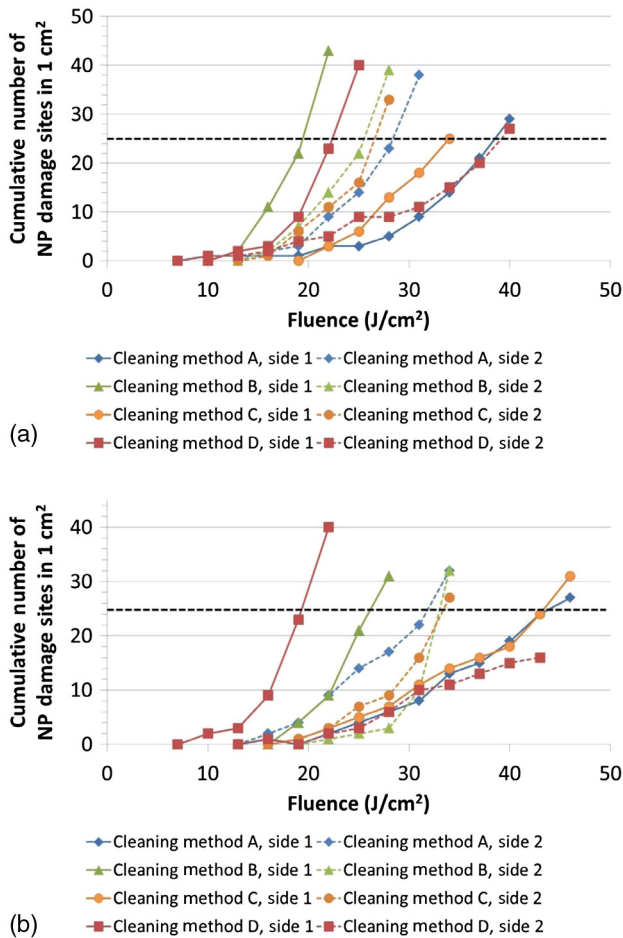 50
40
30
20
10
0
Cumulative number of
NP damage sites in 1 cm²
0 10 20 30 40 50
Fluence (J/cm²)
Cleaning method A, side 1 Cleaning method A, side 2
Cleaning method B, side 1 Cleaning method B, side 2
Cleaning method C, side 1 Cleaning method C, side 2
Cleaning method D, side 1 Cleaning method D, side 2
(a)
40
30
20
10
0
Cumulative number of
NP damage sites in 1 cm²
0 10 20 30 40 50
Fluence (J/cm²)
Cleaning method A, side 1 Cleaning method A, side 2
Cleaning method B, side 1 Cleaning method B, side 2
Cleaning method C, side 1 Cleaning method C, side 2
Cleaning method D, side 1 Cleaning method D, side 2
(b)